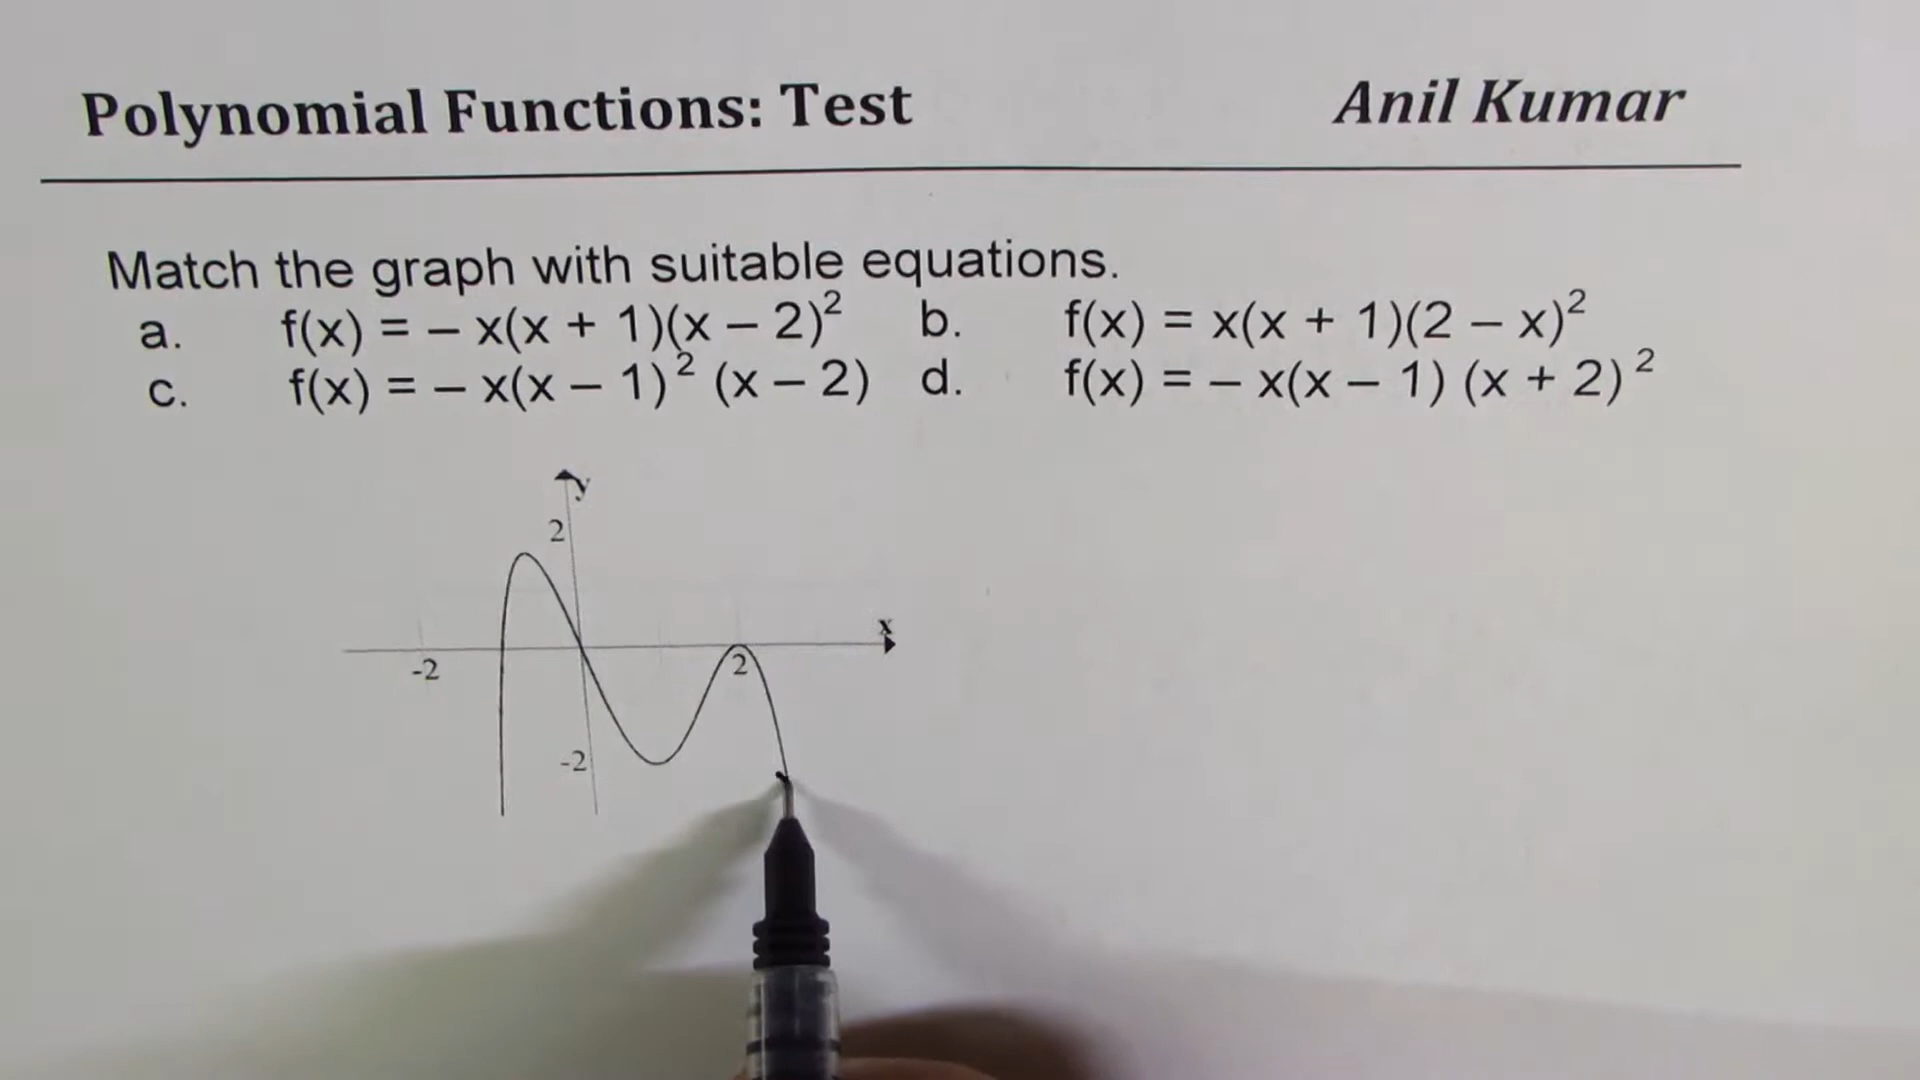 Polynomial Functions: Test Anil Kumar
Match the graph with suitable equations.
a. f(x) = – x(x + 1)(x – 2)² b. f(x) = x(x + 1)(2 – x)²
c. f(x) = – x(x – 1)² (x – 2) d. f(x) = – x(x – 1) (x + 2)²
y
2
x
-2 2
-2